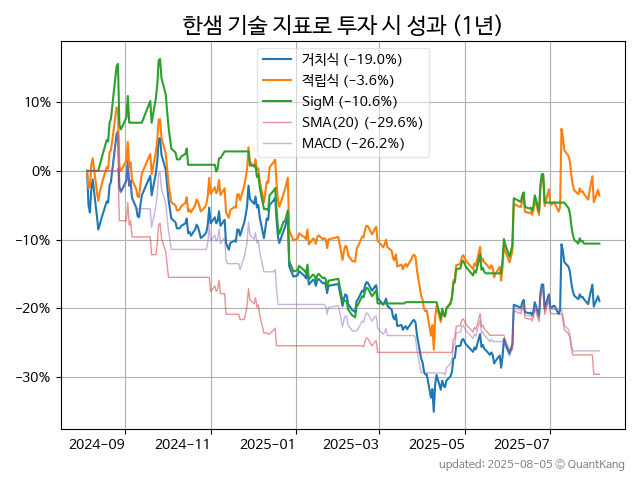 한샘 기술 지표로 투자 시 성과 (1년)
거치식 (−19.0%)
적립식 (−3.6%)
SigM (−10.6%)
SMA(20) (−29.6%)
MACD (−26.2%)
10%
0%
−10%
−20%
−30%
2024-09
2024-11
2025-01
2025-03
2025-05
2025-07
updated: 2025-08-05 © QuantKang